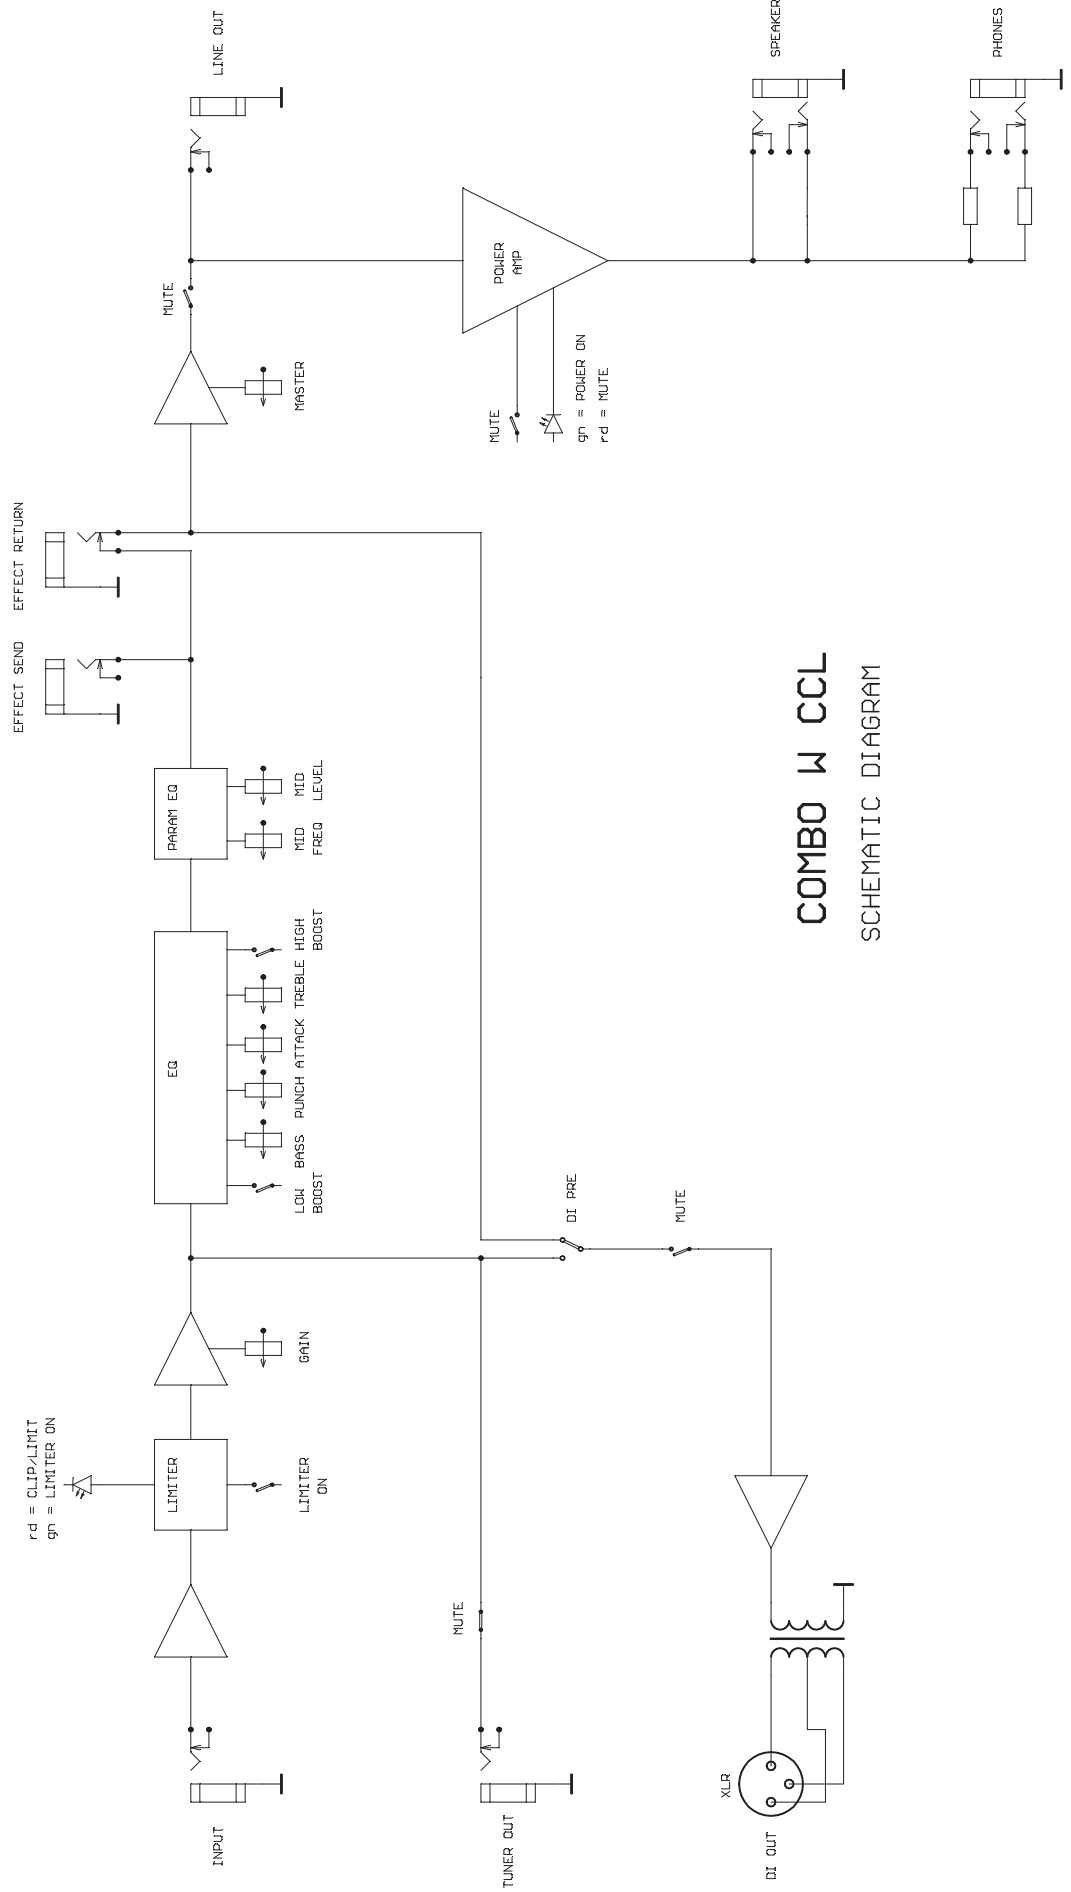 EFFECT SEND
EFFECT RETURN
rd = CLIP/LIMIT
gn = LIMITER ON
LIMITER
EQ
PARAM EQ
MUTE
LINE OUT
INPUT
LIMITER
ON
GAIN
LOW
BOOST
BASS
PUNCH
ATTACK
TREBLE
HIGH
BOOST
MID
FREQ
MID
LEVEL
MASTER
TUNER OUT
MUTE
DI PRE
MUTE
MUTE
gn = POWER ON
rd = MUTE
POWER
AMP
DI OUT
XLR
COMBO W CCL
SCHEMATIC DIAGRAM
SPEAKER
PHONES